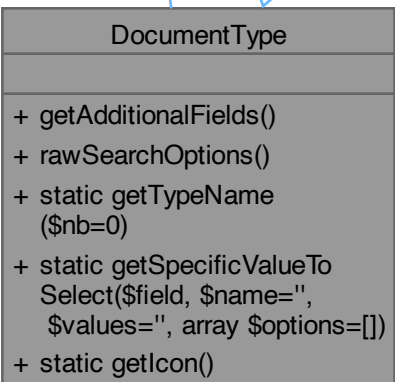 DocumentType
+ getAdditionalFields()
+ rawSearchOptions()
+ static getTypeName
($nb=0)
+ static getSpecificValueTo
Select($field, $name='',
$values='', array $options=[])
+ static getIcon()